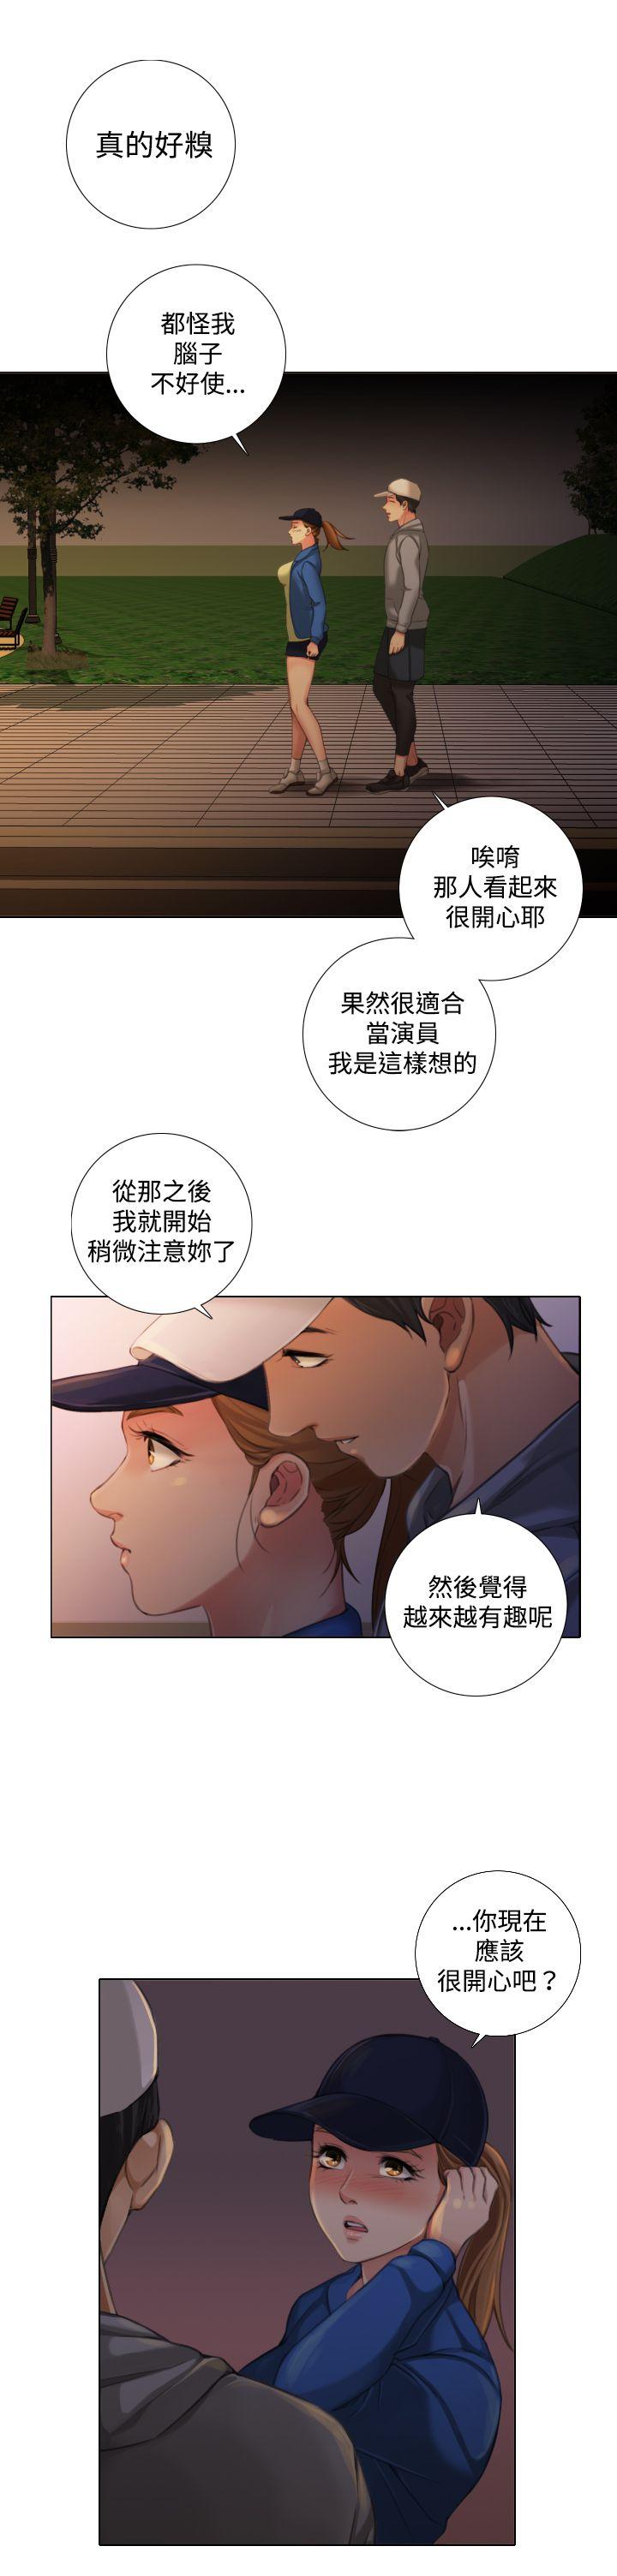 真的好糗
都怪我
腦子
不好使...
唉唷
那人看起來
很開心耶
果然很適合
當演員
我是這樣想的
從那之後
我就開始
稍微注意妳了
然後覺得
越來越有趣呢
...你現在
應該
很開心吧？